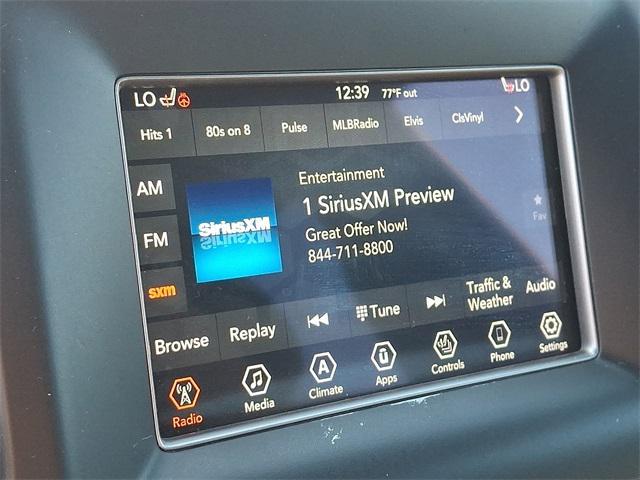 LO 12:39 77°F out LO
Hits 1 80s on 8 Pulse MLBRadio Elvis ClsVinyl
AM
FM
sxm
SiriusXM
Entertainment
1 SiriusXM Preview
Great Offer Now!
844-711-8800
Fav
Browse Replay Tune Traffic & Weather Audio
Radio Media A Climate ū Apps Controls Phone Settings